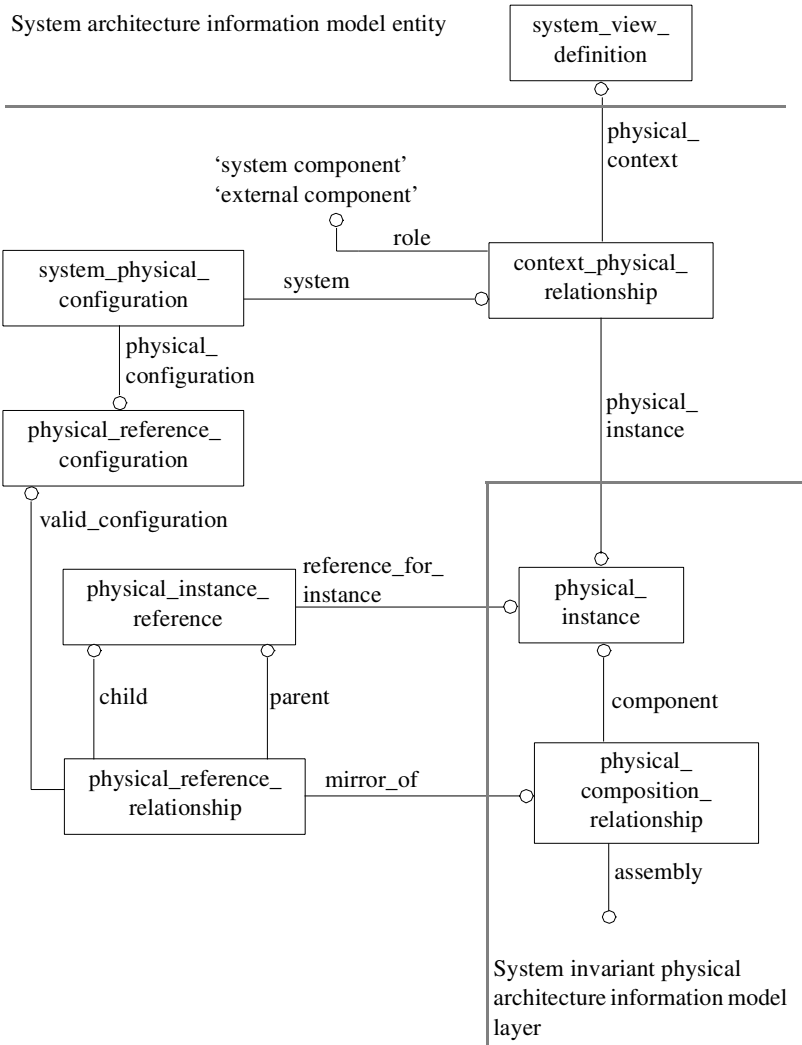 System architecture information model entity
system_view_
definition
physical_
context
‘system component’
‘external component’
role
system_physical_
configuration
system
context_physical_
relationship
physical_
configuration
physical_
instance
physical_reference_
configuration
valid_configuration
physical_instance_
reference
reference_for_
instance
physical_
instance
child
parent
component
physical_reference_
relationship
mirror_of
physical_
composition_
relationship
assembly
System invariant physical
architecture information model
layer